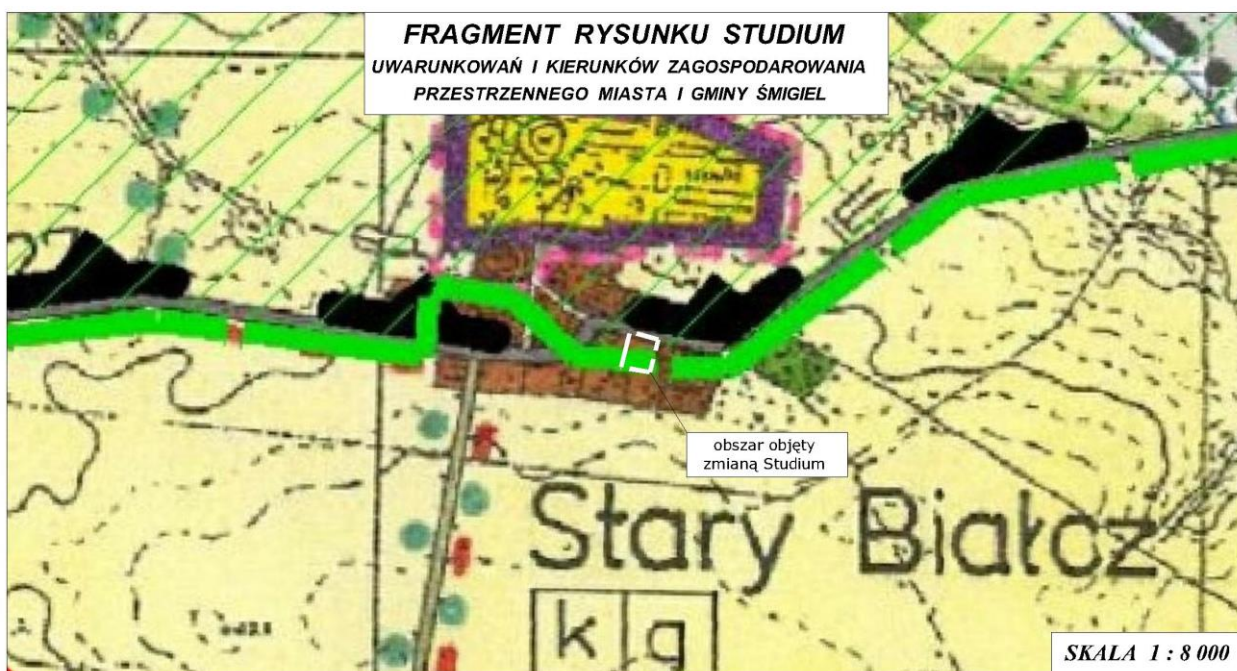 FRAGMENT RYSUNKU STUDIUM
UWARUNKOWAŃ I KIERUNKÓW ZAGOSPODAROWANIA
PRZESTRZENNEGO MIASTA I GMINY ŚMIGIEL
obszar objęty
zmianą Studium
Stary Białcz
k g
SKALA 1 : 8 000